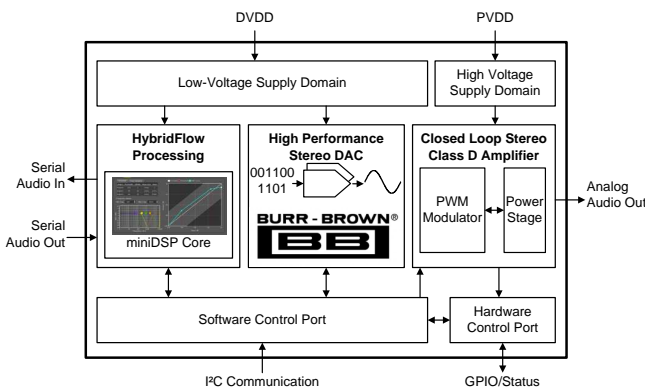 DVDD
PVDD
Low-Voltage Supply Domain
High Voltage
Supply Domain
HybridFlow
Processing
miniDSP Core
High Performance
Stereo DAC
001100
1101
BURR - BROWN®
BB
Closed Loop Stereo
Class D Amplifier
PWM
Modulator
Power
Stage
Serial
Audio In
Serial
Audio Out
Analog
Audio Out
Software Control Port
Hardware
Control Port
I²C Communication
GPIO/Status